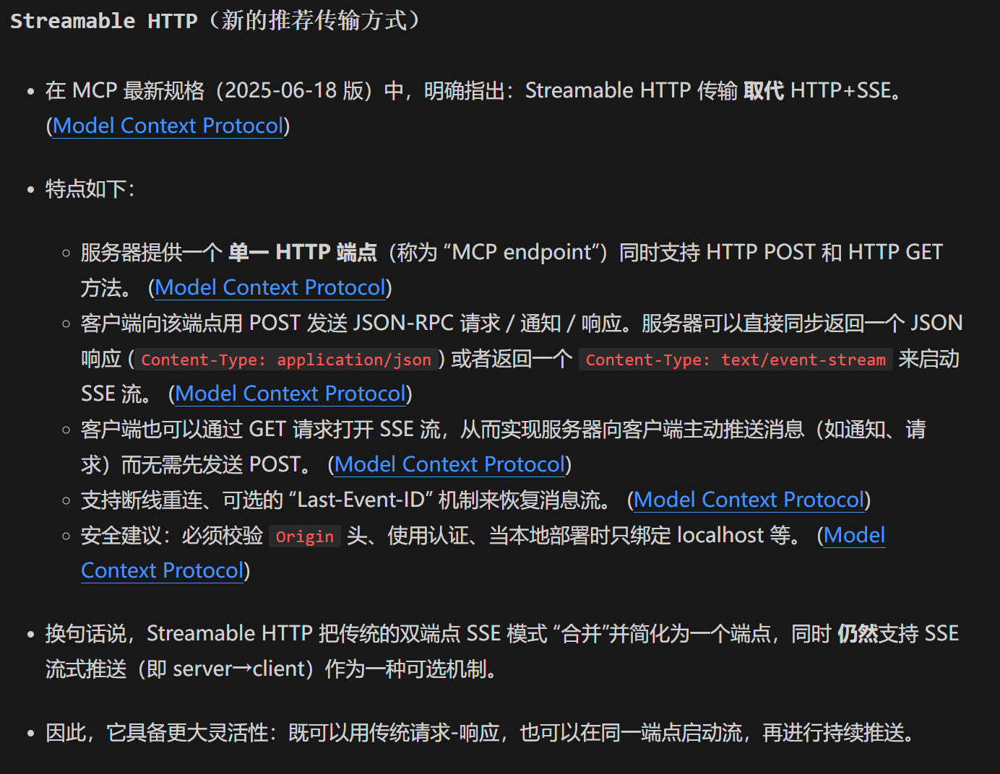 Streamable HTTP（新的推荐传输方式）
• 在 MCP 最新规格（2025-06-18 版）中，明确指出：Streamable HTTP 传输 取代 HTTP+SSE。
(Model Context Protocol)
• 特点如下：
◦ 服务器提供一个 单一 HTTP 端点（称为 “MCP endpoint”）同时支持 HTTP POST 和 HTTP GET
方法。 (Model Context Protocol)
◦ 客户端向该端点用 POST 发送 JSON-RPC 请求 / 通知 / 响应。服务器可以直接同步返回一个 JSON
响应 (Content-Type: application/json) 或者返回一个 Content-Type: text/event-stream 来启动
SSE 流。 (Model Context Protocol)
◦ 客户端也可以通过 GET 请求打开 SSE 流，从而实现服务器向客户端主动推送消息（如通知、请
求）而无需先发送 POST。 (Model Context Protocol)
◦ 支持断线重连、可选的 “Last-Event-ID” 机制来恢复消息流。 (Model Context Protocol)
◦ 安全建议：必须校验 Origin 头、使用认证、当本地部署时只绑定 localhost 等。 (Model
Context Protocol)
• 换句话说，Streamable HTTP 把传统的双端点 SSE 模式 “合并”并简化为一个端点，同时 仍然支持 SSE
流式推送（即 server→client）作为一种可选机制。
• 因此，它具备更大灵活性：既可以用传统请求-响应，也可以在同一端点启动流，再进行持续推送。